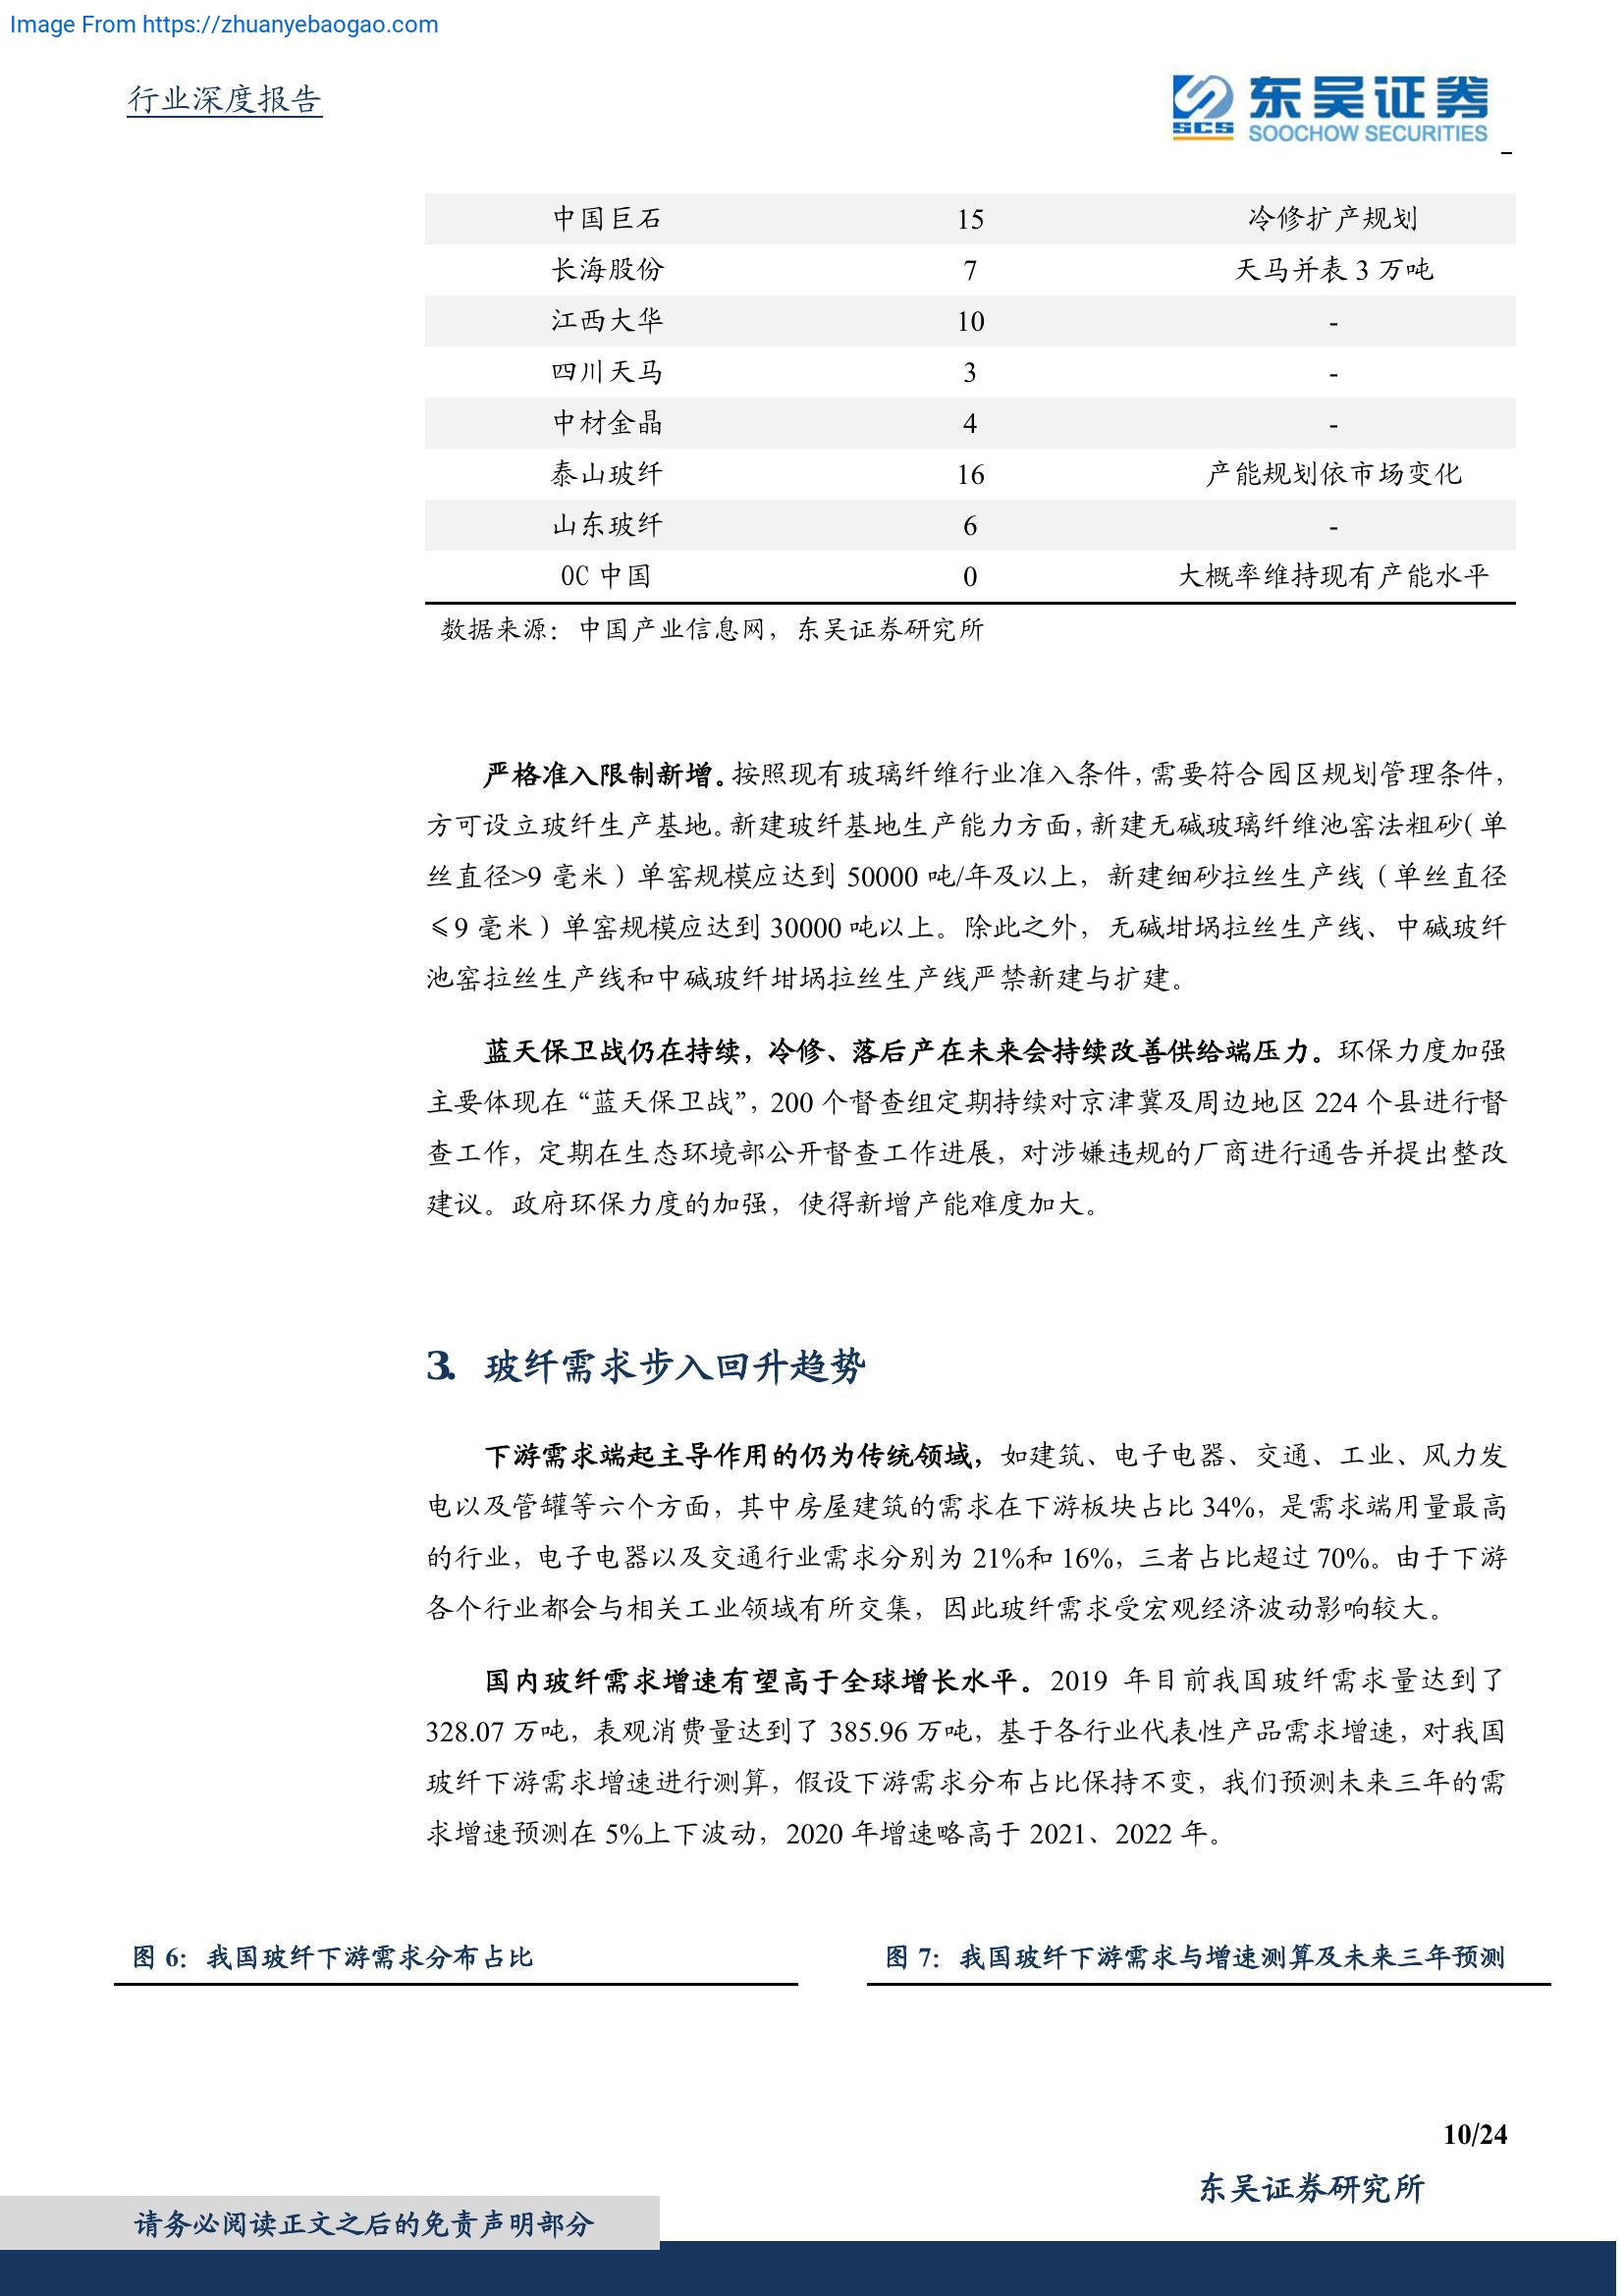 Image From https://zhuanyebaogao.com
行业深度报告
东吴证券
SCS SOOCHOW SECURITIES
中国巨石 15 冷修扩产规划
长海股份 7 天马并表 3 万吨
江西大华 10 -
四川天马 3 -
中材金晶 4 -
泰山玻纤 16 产能规划依市场变化
山东玻纤 6 -
OC 中国 0 大概率维持现有产能水平
数据来源：中国产业信息网，东吴证券研究所
严格准入限制新增。按照现有玻璃纤维行业准入条件，需要符合园区规划管理条件，
方可设立玻纤生产基地。新建玻纤基地生产能力方面，新建无碱玻璃纤维池窑法粗砂（单
丝直径>9 毫米）单窑规模应达到 50000 吨/年及以上，新建细砂拉丝生产线（单丝直径
≤9 毫米）单窑规模应达到 30000 吨以上。除此之外，无碱坩埚拉丝生产线、中碱玻纤
池窑拉丝生产线和中碱玻纤坩埚拉丝生产线严禁新建与扩建。
蓝天保卫战仍在持续，冷修、落后产在未来会持续改善供给端压力。环保力度加强
主要体现在“蓝天保卫战”，200 个督查组定期持续对京津冀及周边地区 224 个县进行督
查工作，定期在生态环境部公开督查工作进展，对涉嫌违规的厂商进行通告并提出整改
建议。政府环保力度的加强，使得新增产能难度加大。
3. 玻纤需求步入回升趋势
下游需求端起主导作用的仍为传统领域，如建筑、电子电器、交通、工业、风力发
电以及管罐等六个方面，其中房屋建筑的需求在下游板块占比 34%，是需求端用量最高
的行业，电子电器以及交通行业需求分别为 21%和 16%，三者占比超过 70%。由于下游
各个行业都会与相关工业领域有所交集，因此玻纤需求受宏观经济波动影响较大。
国内玻纤需求增速有望高于全球增长水平。2019 年目前我国玻纤需求量达到了
328.07 万吨，表观消费量达到了 385.96 万吨，基于各行业代表性产品需求增速，对我国
玻纤下游需求增速进行测算，假设下游需求分布占比保持不变，我们预测未来三年的需
求增速预测在 5%上下波动，2020 年增速略高于 2021、2022 年。
图 6：我国玻纤下游需求分布占比
图 7：我国玻纤下游需求与增速测算及未来三年预测
10/24
东吴证券研究所
请务必阅读正文之后的免责声明部分